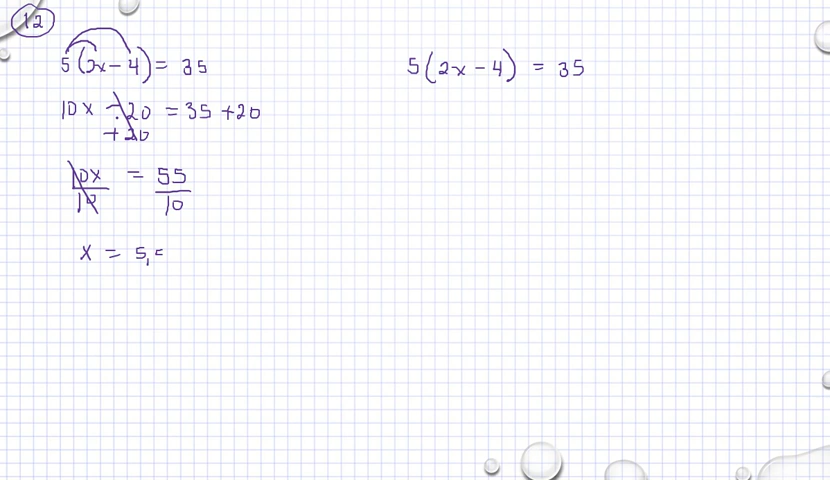 12
5(2x-4)= 35
10x -20 = 35 +20
+20
10x = 55
10 10
x = 5,
5(2x-4) = 35